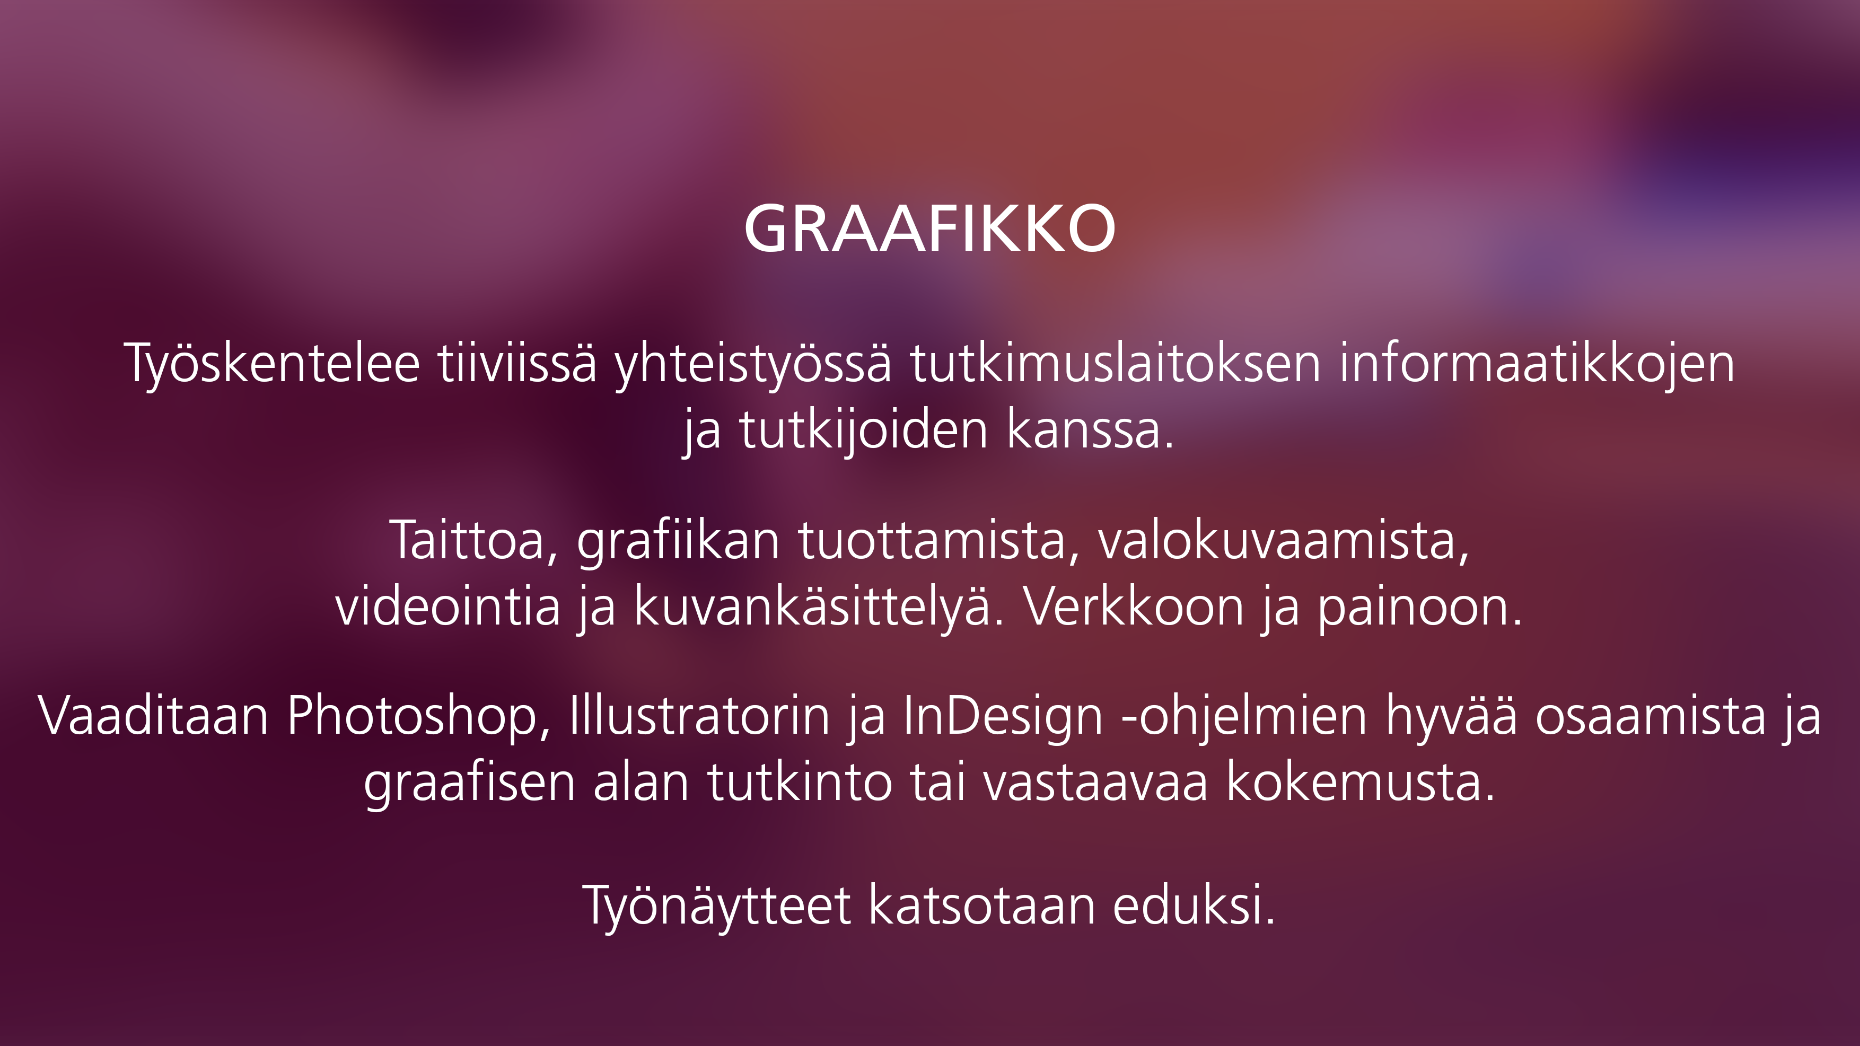 GRAAFIKKO
Työskentelee tiiviissä yhteistyössä tutkimuslaitoksen informaatikkojen
ja tutkijoiden kanssa.
Taittoa, grafiikan tuottamista, valokuvaamista,
videointia ja kuvankäsittelyä. Verkkoon ja painoon.
Vaaditaan Photoshop, Illustratorin ja InDesign -ohjelmien hyvää osaamista ja
graafisen alan tutkinto tai vastaavaa kokemusta.
Työnäytteet katsotaan eduksi.